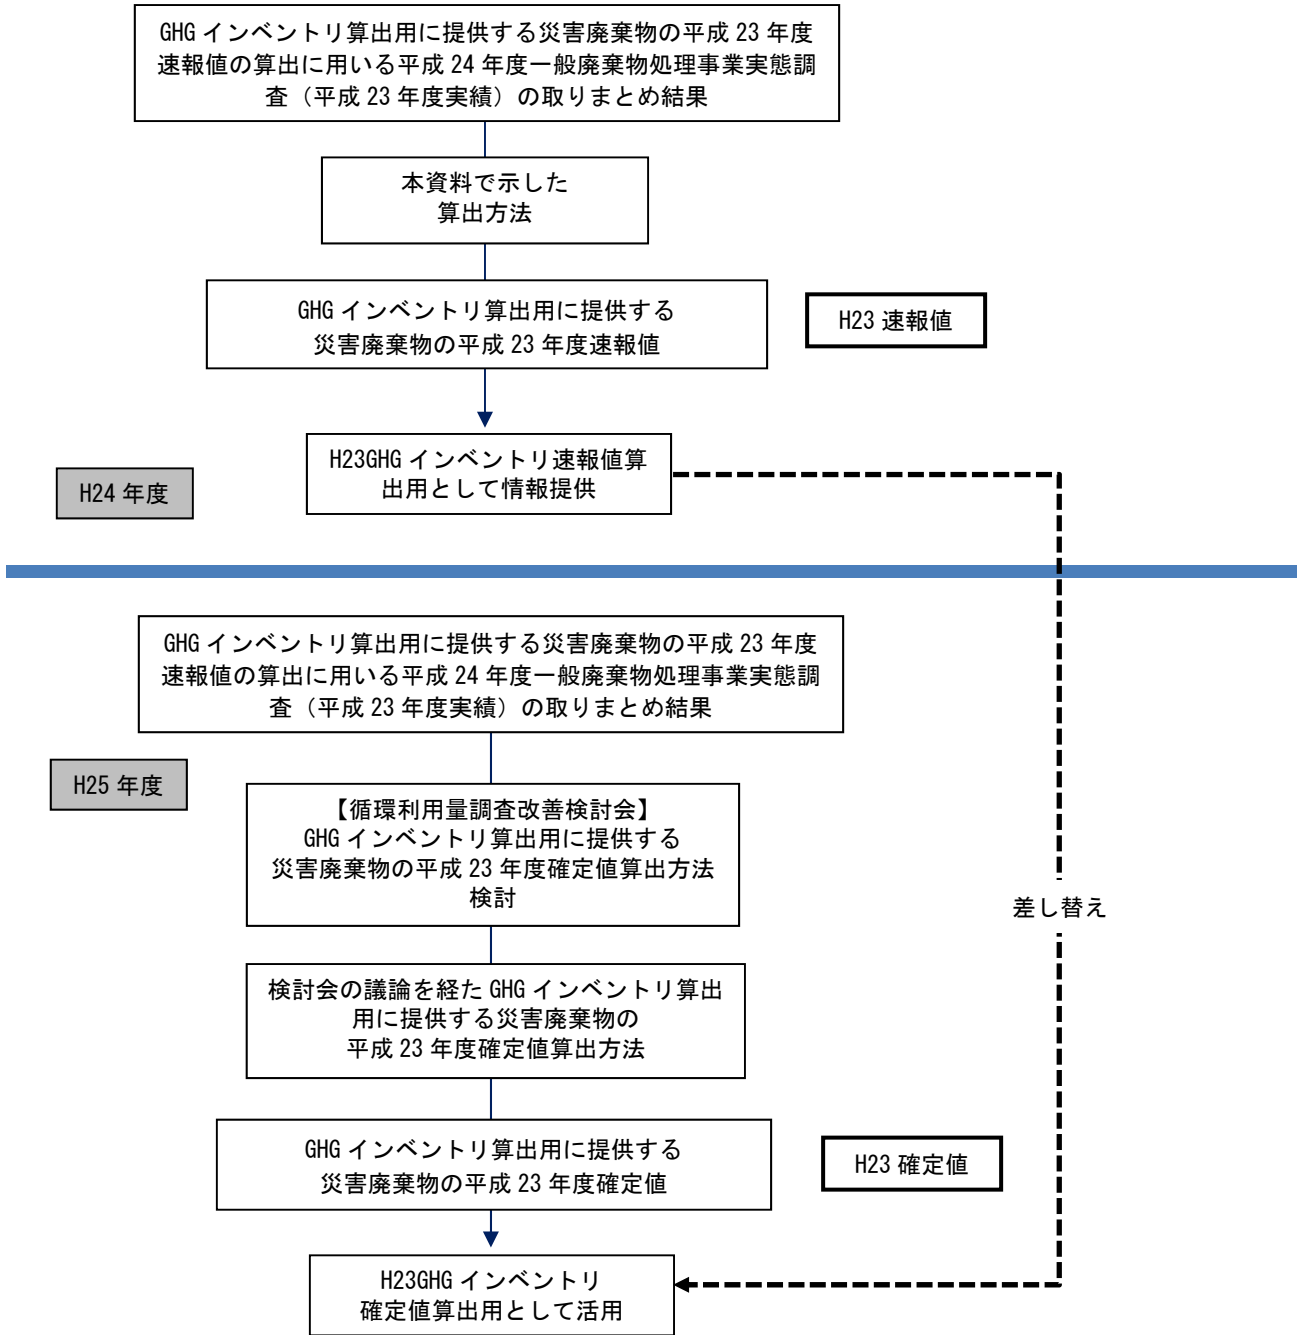 GHG インベントリ算出用に提供する災害廃棄物の平成 23 年度
速報値の算出に用いる平成 24 年度一般廃棄物処理事業実態調
査（平成 23 年度実績）の取りまとめ結果
本資料で示した
算出方法
GHG インベントリ算出用に提供する
災害廃棄物の平成 23 年度速報値
H23 速報値
H23GHG インベントリ速報値算
出用として情報提供
H24 年度
GHG インベントリ算出用に提供する災害廃棄物の平成 23 年度
速報値の算出に用いる平成 24 年度一般廃棄物処理事業実態調
査（平成 23 年度実績）の取りまとめ結果
H25 年度
【循環利用量調査改善検討会】
GHG インベントリ算出用に提供する
災害廃棄物の平成 23 年度確定値算出方法
検討
差し替え
検討会の議論を経た GHG インベントリ算出
用に提供する災害廃棄物の
平成 23 年度確定値算出方法
GHG インベントリ算出用に提供する
災害廃棄物の平成 23 年度確定値
H23 確定値
H23GHG インベントリ
確定値算出用として活用